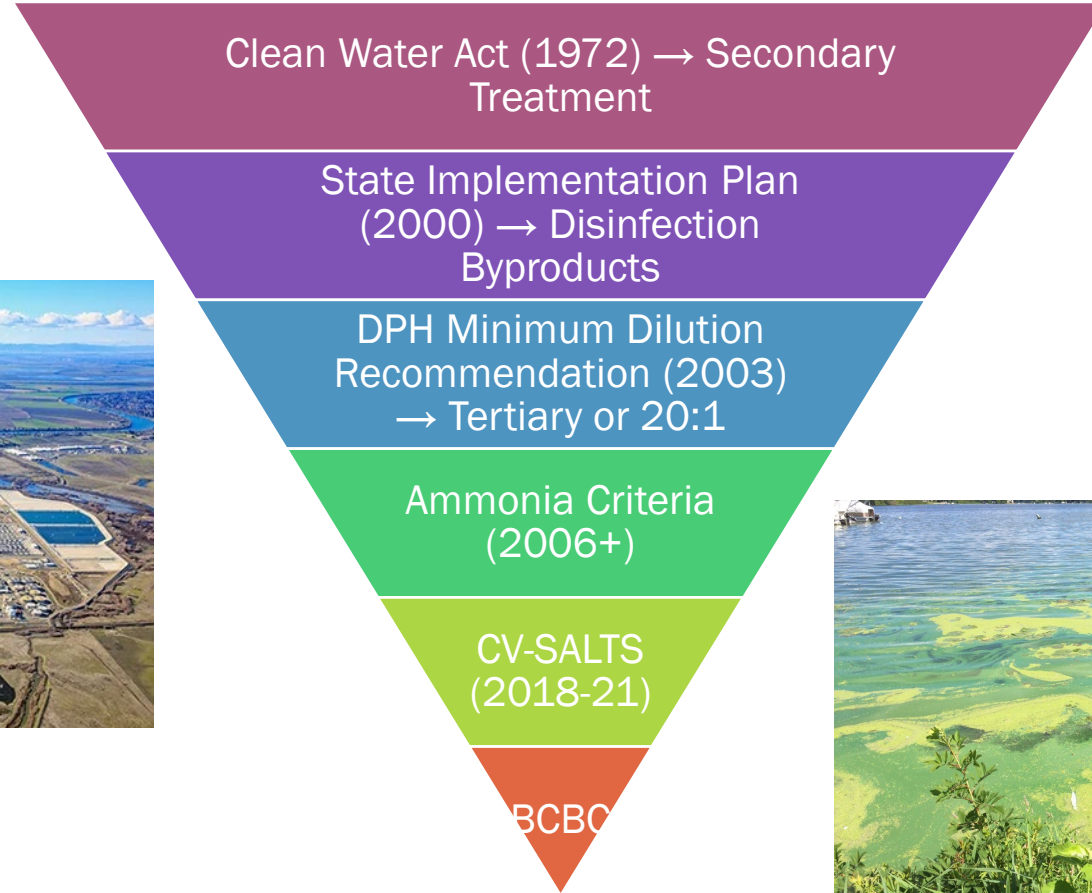 Clean Water Act (1972) → Secondary
Treatment
State Implementation Plan
(2000) → Disinfection
Byproducts
DPH Minimum Dilution
Recommendation (2003)
→ Tertiary or 20:1
Ammonia Criteria
(2006+)
CV-SALTS
(2018-21)
BCBC